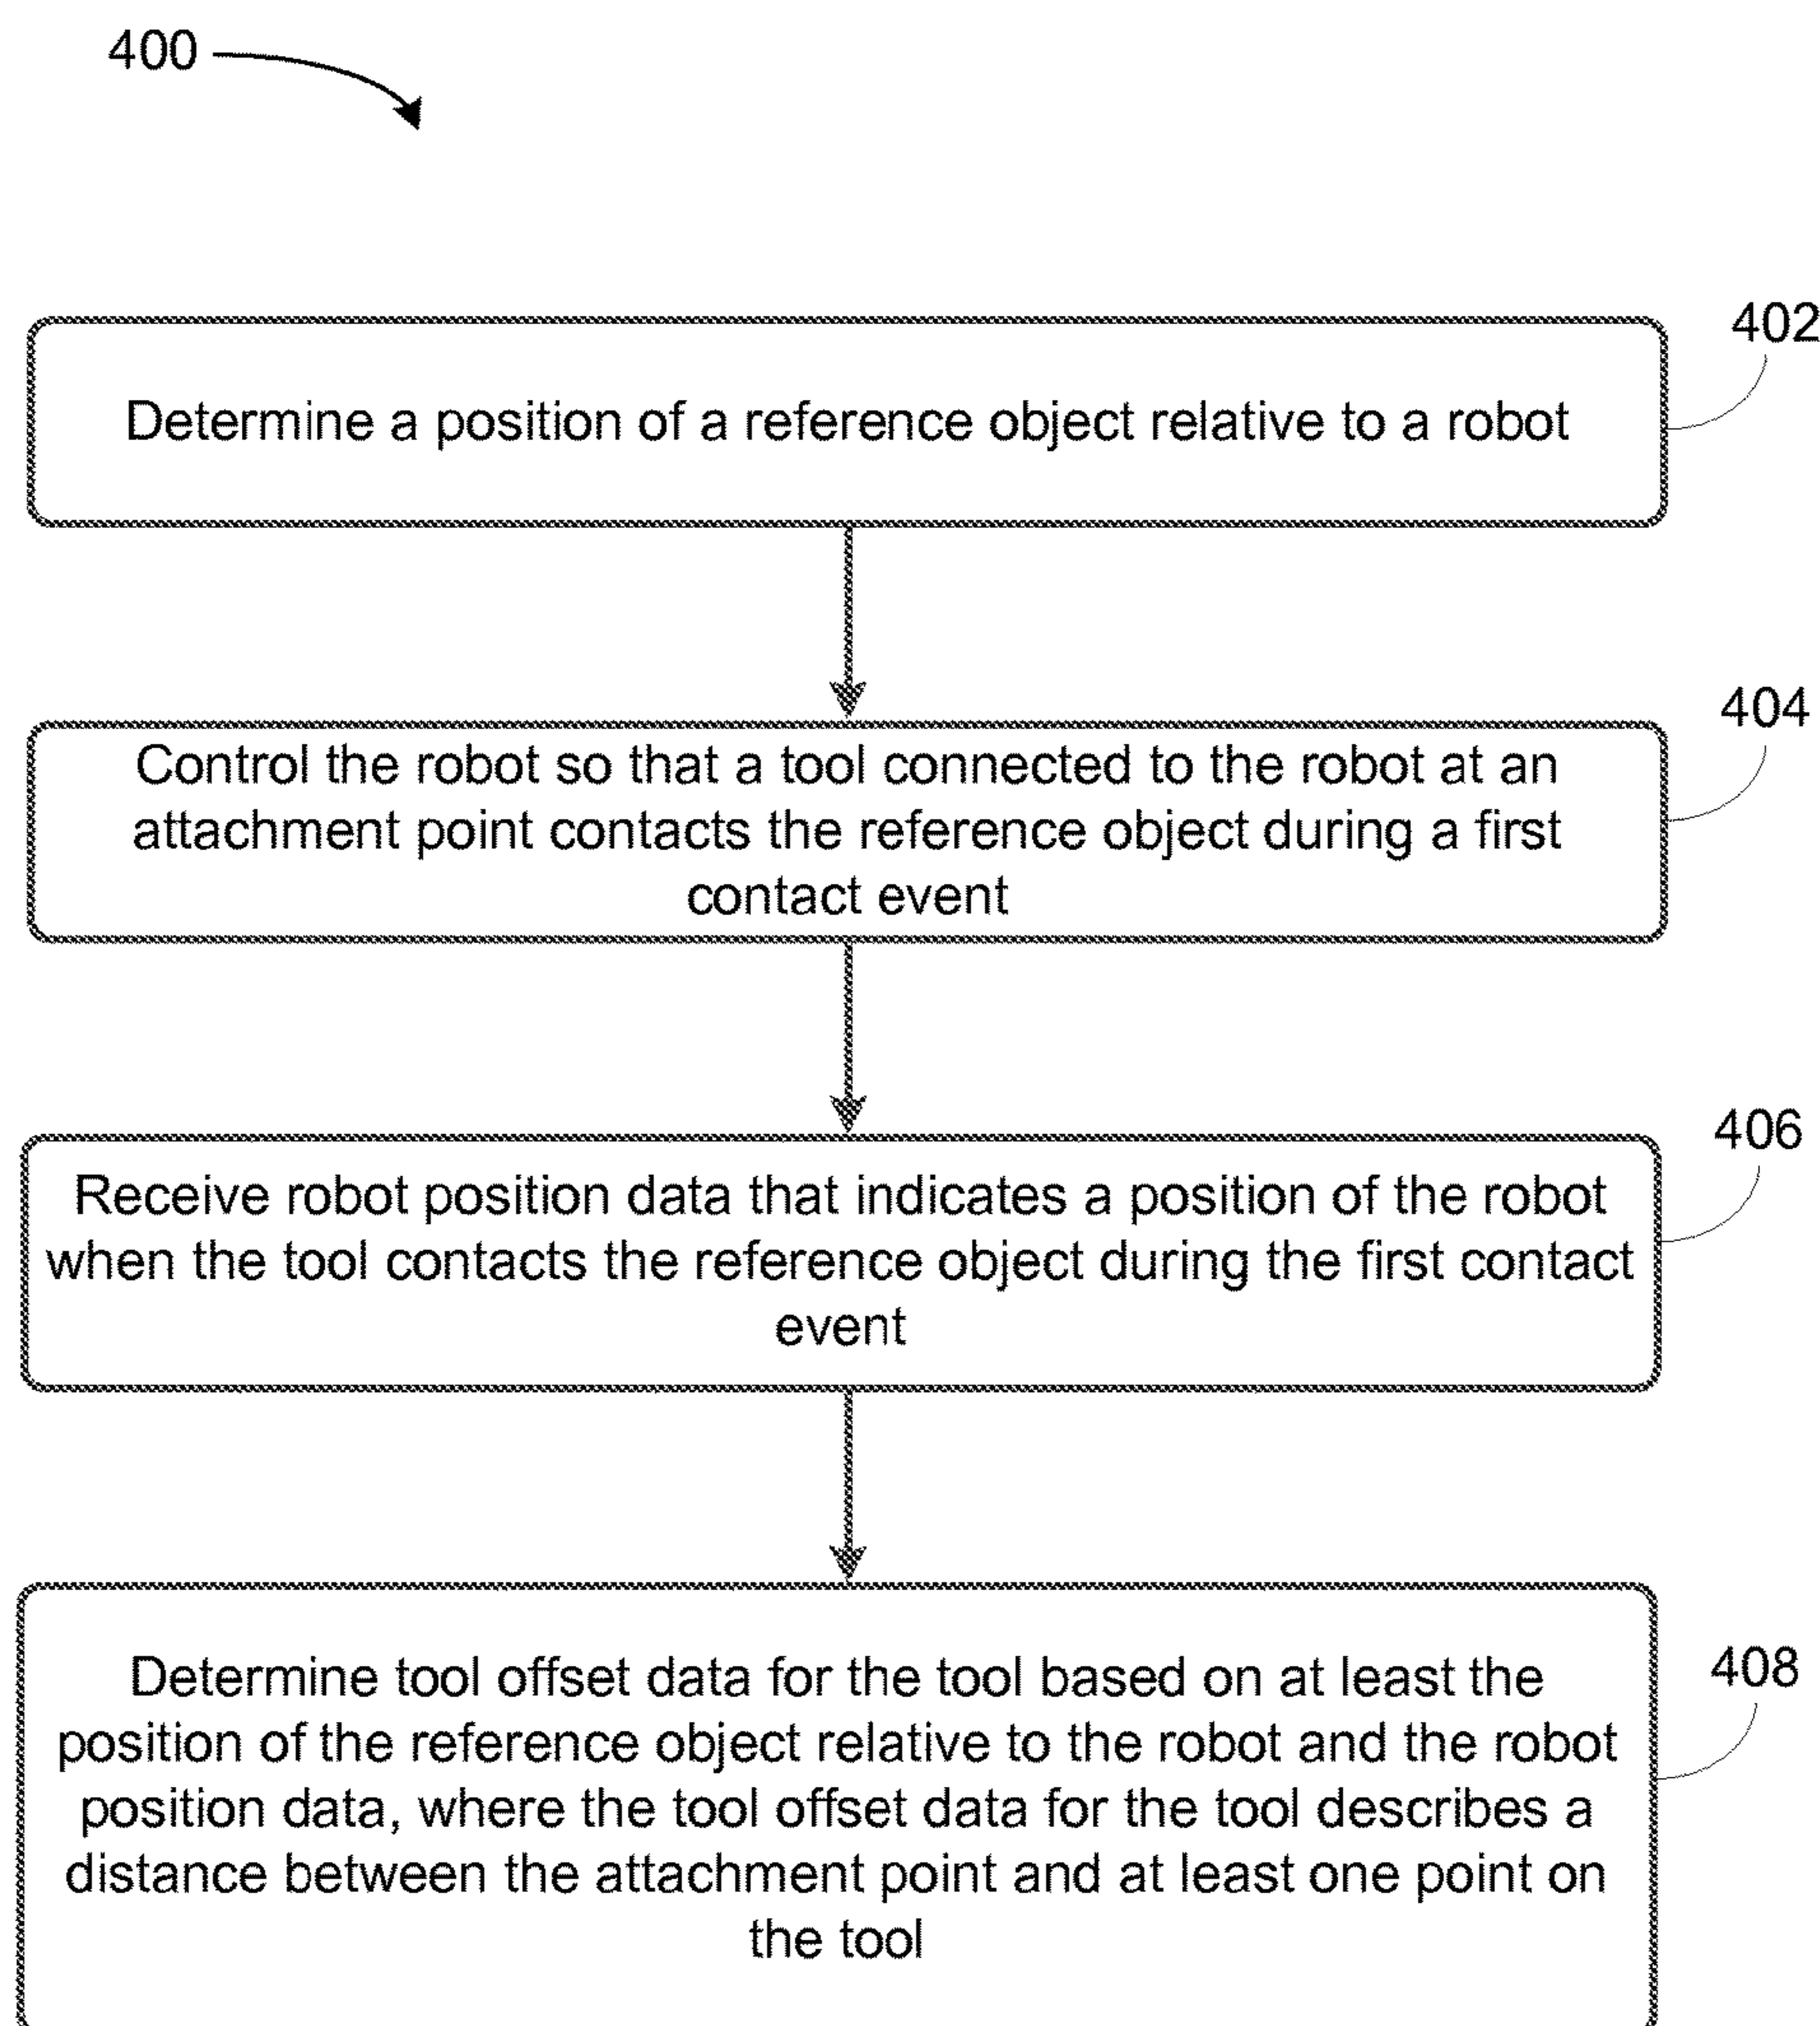 400
402
Determine a position of a reference object relative to a robot
404
Control the robot so that a tool connected to the robot at an
attachment point contacts the reference object during a first
contact event
406
Receive robot position data that indicates a position of the robot
when the tool contacts the reference object during the first contact
event
408
Determine tool offset data for the tool based on at least the
position of the reference object relative to the robot and the robot
position data, where the tool offset data for the tool describes a
distance between the attachment point and at least one point on
the tool